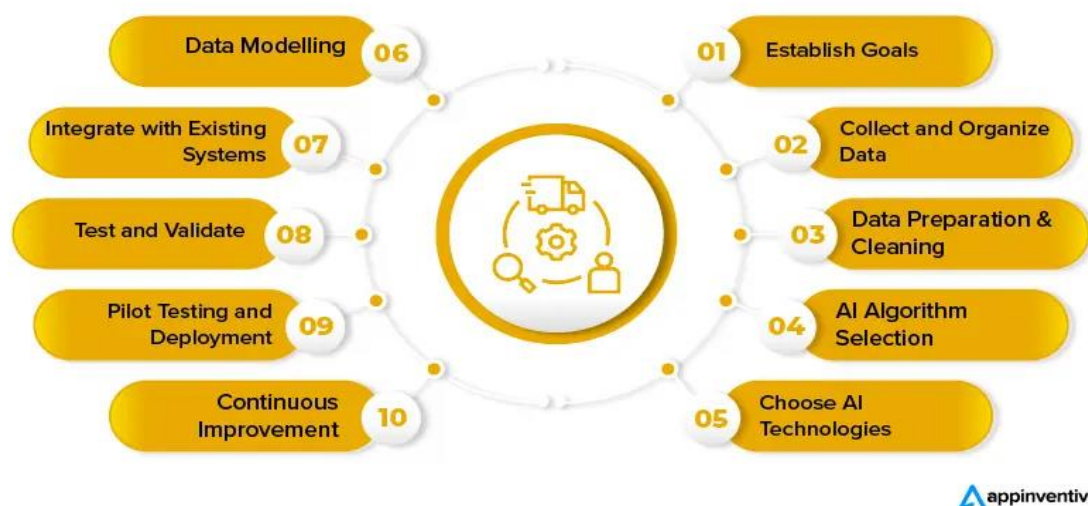 01
Establish Goals
02
Collect and Organize
Data
03
Data Preparation &
Cleaning
04
AI Algorithm
Selection
05
Choose AI
Technologies
06
Data Modelling
07
Integrate with Existing
Systems
08
Test and Validate
09
Pilot Testing and
Deployment
10
Continuous
Improvement
appinventiv